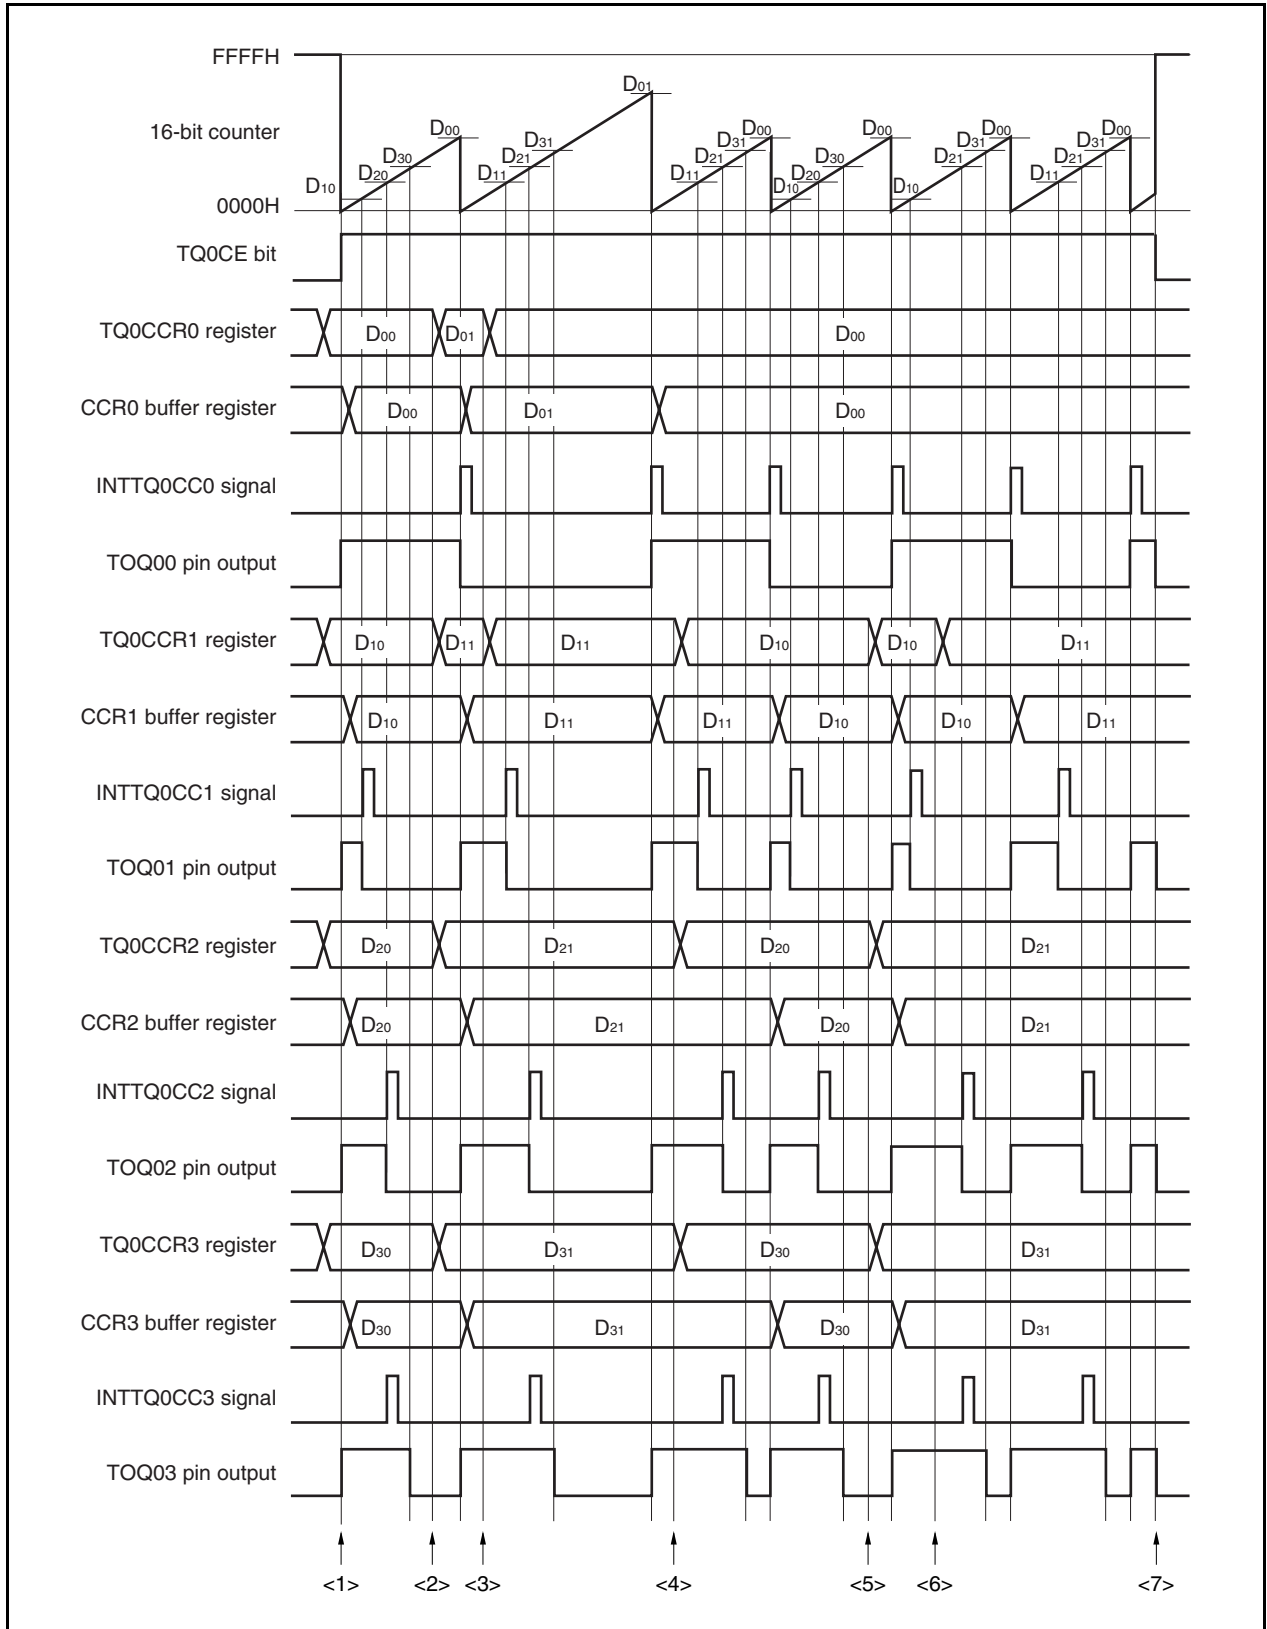 FFFFH
D01
16-bit counter
D00 D00 D00 D00 D00
D30 D31 D31 D30 D31 D31
D20 D21 D21 D20 D21 D21
D10 D11 D11 D10 D10 D11
0000H
TQ0CE bit
TQ0CCR0 register D00 D01 D00
CCR0 buffer register D00 D01 D00
INTTQ0CC0 signal
TOQ00 pin output
TQ0CCR1 register D10 D11 D11 D10 D10 D11
CCR1 buffer register D10 D11 D11 D10 D10 D11
INTTQ0CC1 signal
TOQ01 pin output
TQ0CCR2 register D20 D21 D20 D21
CCR2 buffer register D20 D21 D20 D21
INTTQ0CC2 signal
TOQ02 pin output
TQ0CCR3 register D30 D31 D30 D31
CCR3 buffer register D30 D31 D30 D31
INTTQ0CC3 signal
TOQ03 pin output
<1> <2> <3> <4> <5> <6> <7>